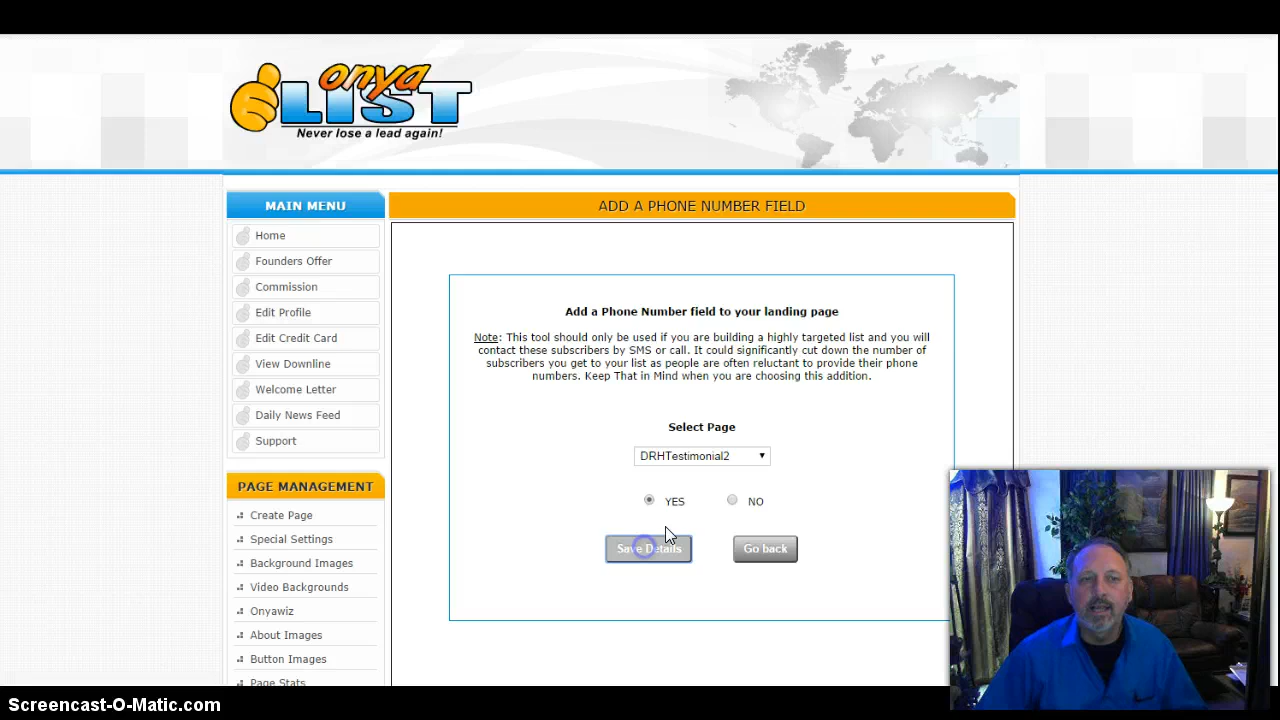 onya
LIST
Never lose a lead again!
MAIN MENU
Home
Founders Offer
Commission
Edit Profile
Edit Credit Card
View Downline
Welcome Letter
Daily News Feed
Support
PAGE MANAGEMENT
Create Page
Special Settings
Background Images
Video Backgrounds
Onyawiz
About Images
Button Images
Page Stats
ADD A PHONE NUMBER FIELD
Add a Phone Number field to your landing page
Note: This tool should only be used if you are building a highly targeted list and you will
contact these subscribers by SMS or call. It could significantly cut down the number of
subscribers you get to your list as people are often reluctant to provide their phone
numbers. Keep That in Mind when you are choosing this addition.
Select Page
DRHTestimonial2
YES NO
Save Details Go back
Screencast-O-Matic.com